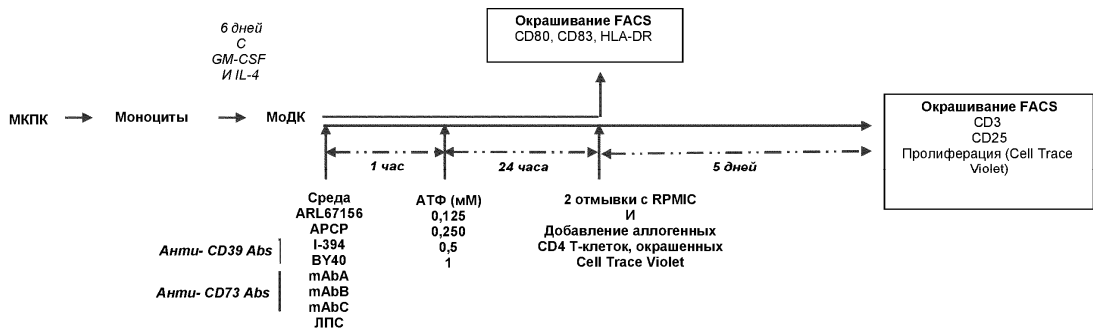 Окрашивание FACS
CD80, CD83, HLA-DR
6 дней
С
GM-CSF
И IL-4
МКПК
Моноциты
МоДК
Окрашивание FACS
CD3
CD25
Пролиферация (Cell Trace
Violet)
1 час
24 часа
5 дней
Среда
ARL67156
APCP
I-394
BY40
mAbA
mAbB
mAbC
ЛПС
Анти- CD39 Abs
Анти- CD73 Abs
АТФ (мМ)
0,125
0,250
0,5
1
2 отмывки с RPMIC
И
Добавление аллогенных
CD4 Т-клеток, окрашенных
Cell Trace Violet